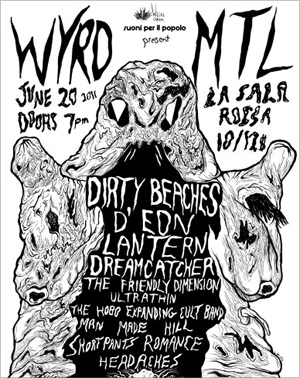 suoni per il popolo
present
WYRD MTL
JUNE 25 2011
DOORS 7pm
LA SALA
ROSSA
10/12$
DIRTY BEACHES
D'EON
LANTERN
DREAMCATCHER
THE FRIENDLY DIMENSION
ULTRATHIN
THE HOBO EXPANDING CULT BAND
MAN MADE HILL
SHORTPANTS ROMANCE
HEADACHES